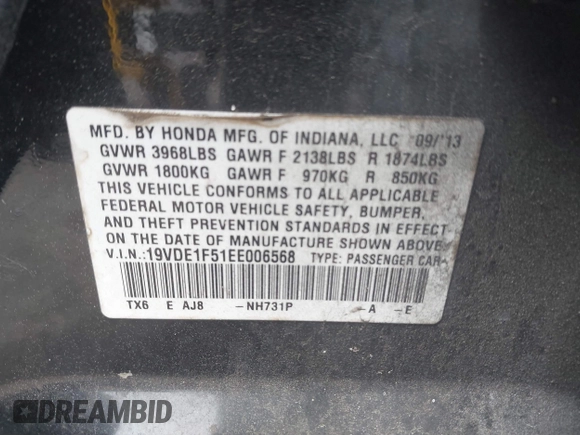 MFD. BY HONDA MFG. OF INDIANA, LLC 09/'13
GVWR 3968LBS GAWR F 2138LBS R 1874LBS
GVWR 1800KG GAWR F 970KG R 850KG
THIS VEHICLE CONFORMS TO ALL APPLICABLE
FEDERAL MOTOR VEHICLE SAFETY, BUMPER,
AND THEFT PREVENTION STANDARDS IN EFFECT
ON THE DATE OF MANUFACTURE SHOWN ABOVE.
V.I.N.:19VDE1F51EE006568 TYPE: PASSENGER CAR
TX6 E AJ8 -NH731P -A -E
DREAMBID